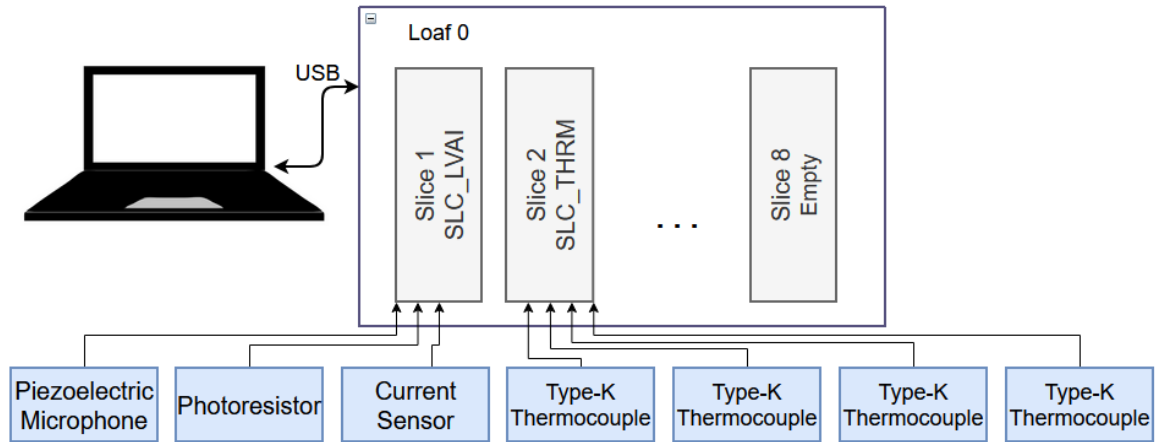 Loaf 0
USB
Slice 1
SLC_LVAI
Slice 2
SLC_THRM
. . .
Slice 8
Empty
Piezoelectric
Microphone
Photoresistor
Current
Sensor
Type-K
Thermocouple
Type-K
Thermocouple
Type-K
Thermocouple
Type-K
Thermocouple